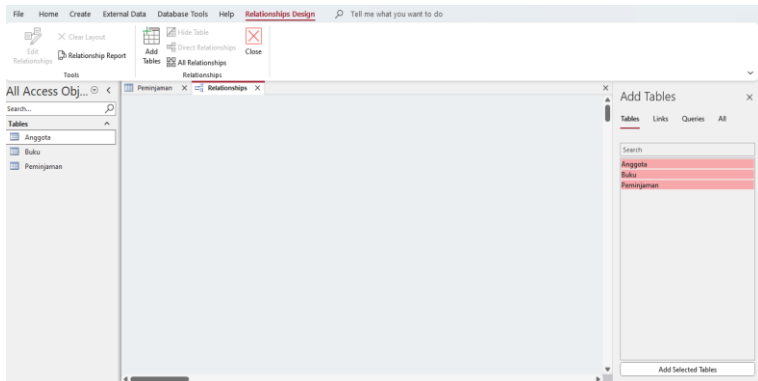 File Home Create External Data Database Tools Help Relationships Design Tell me what you want to do
Edit Relationships
Clear Layout
Relationship Report
Tools
Add Tables
Hide Table
Direct Relationships
All Relationships
Close
Relationships
All Access Obj...
Search...
Tables
Anggota
Buku
Peminjaman
Peminjaman X Relationships X
Add Tables
Tables Links Queries All
Search
Anggota
Buku
Peminjaman
Add Selected Tables